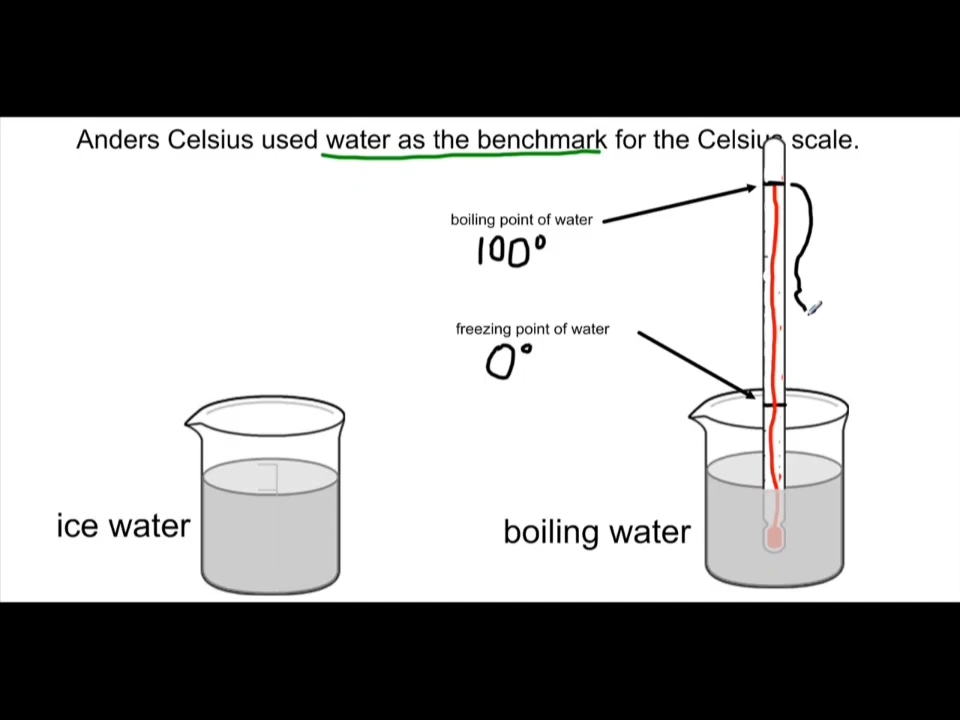 Anders Celsius used water as the benchmark for the Celsius scale.
boiling point of water
100°
freezing point of water
0°
ice water
boiling water